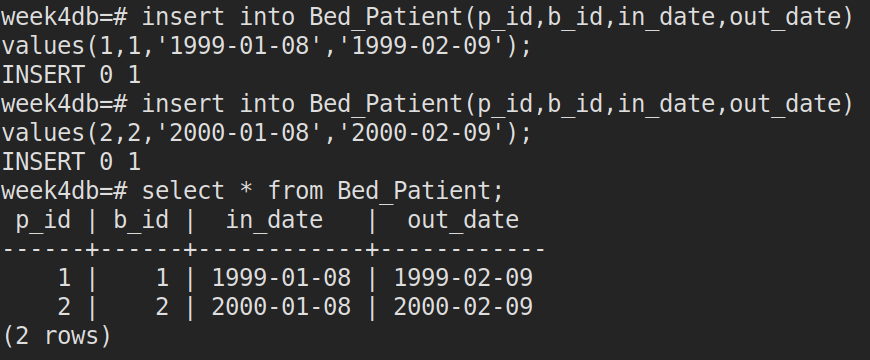 week4db=# insert into Bed_Patient(p_id,b_id,in_date,out_date)
values(1,1,'1999-01-08','1999-02-09');
INSERT 0 1
week4db=# insert into Bed_Patient(p_id,b_id,in_date,out_date)
values(2,2,'2000-01-08','2000-02-09');
INSERT 0 1
week4db=# select * from Bed_Patient;
 p_id | b_id |  in_date   |  out_date
------+------+------------+------------
    1 |    1 | 1999-01-08 | 1999-02-09
    2 |    2 | 2000-01-08 | 2000-02-09
(2 rows)